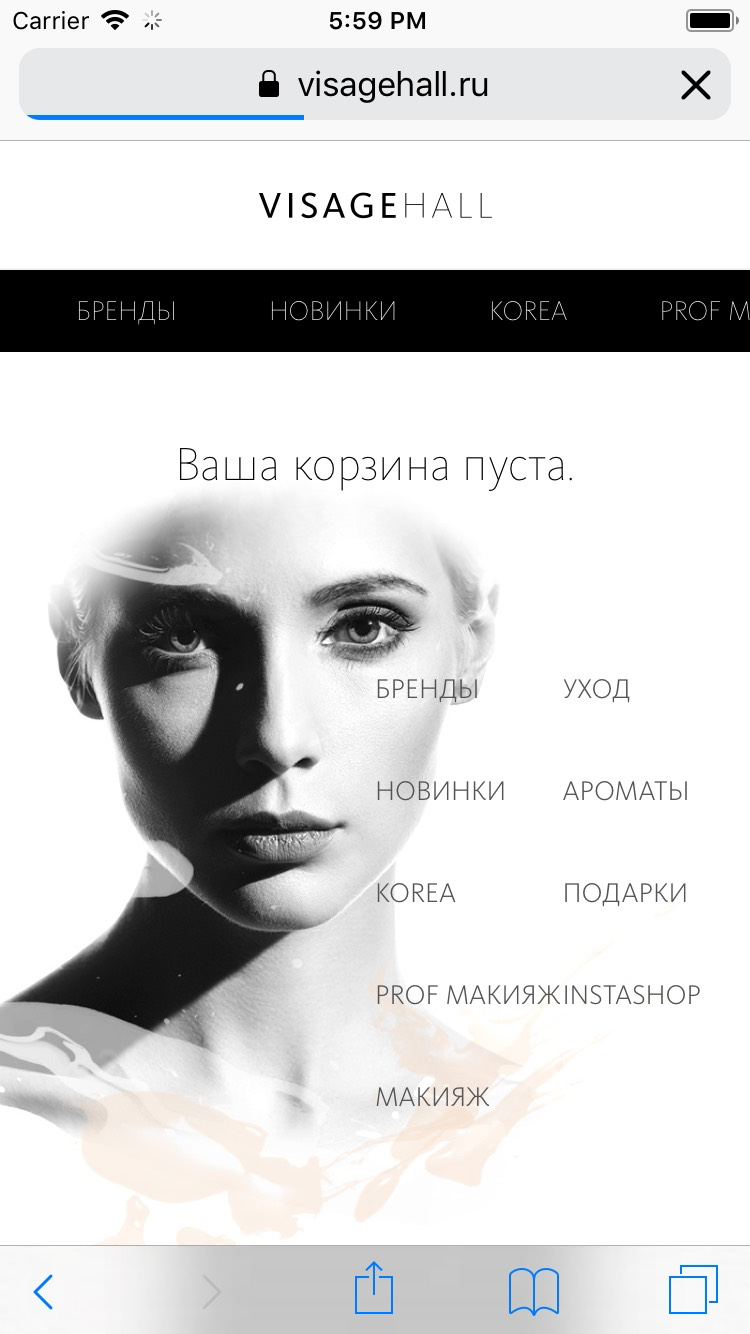 Carrier 5:59 PM
visagehall.ru
VISAGEHALL
БРЕНДЫ НОВИНКИ KOREA PROF M
Ваша корзина пуста.
БРЕНДЫ УХОД
НОВИНКИ АРОМАТЫ
KOREA ПОДАРКИ
PROF МАКИЯЖ INSTASHOP
МАКИЯЖ